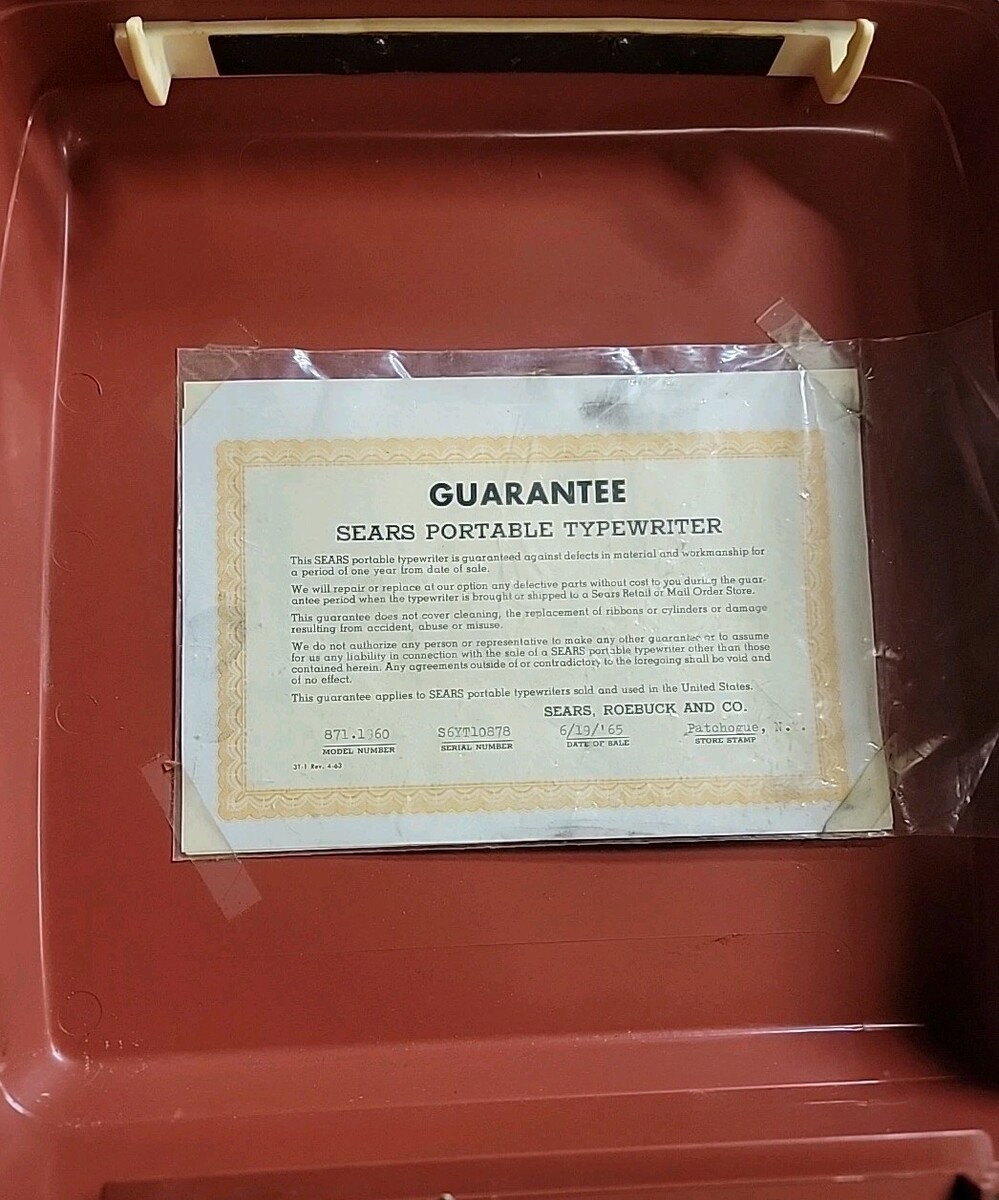 GUARANTEE
SEARS PORTABLE TYPEWRITER
This SEARS portable typewriter is guaranteed against defects in material and workmanship for
a period of one year from date of sale.
We will repair or replace at our option any defective parts without cost to you during the guar-
antee period when the typewriter is brought or shipped to a Sears Retail or Mail Order Store.
This guarantee does not cover cleaning, the replacement of ribbons or cylinders or damage
resulting from accident, abuse or misuse.
We do not authorize any person or representative to make any other guarantee or to assume
for us any liability in connection with the sale of a SEARS portable typewriter other than those
contained herein. Any agreements outside of or contradictory to the foregoing shall be void and
of no effect.
This guarantee applies to SEARS portable typewriters sold and used in the United States.
SEARS, ROEBUCK AND CO.
871.1960 S6YT10878 6/19/'65 Patchogue, N.
MODEL NUMBER SERIAL NUMBER DATE OF SALE STORE STAMP
3T-1 Rev. 4-63